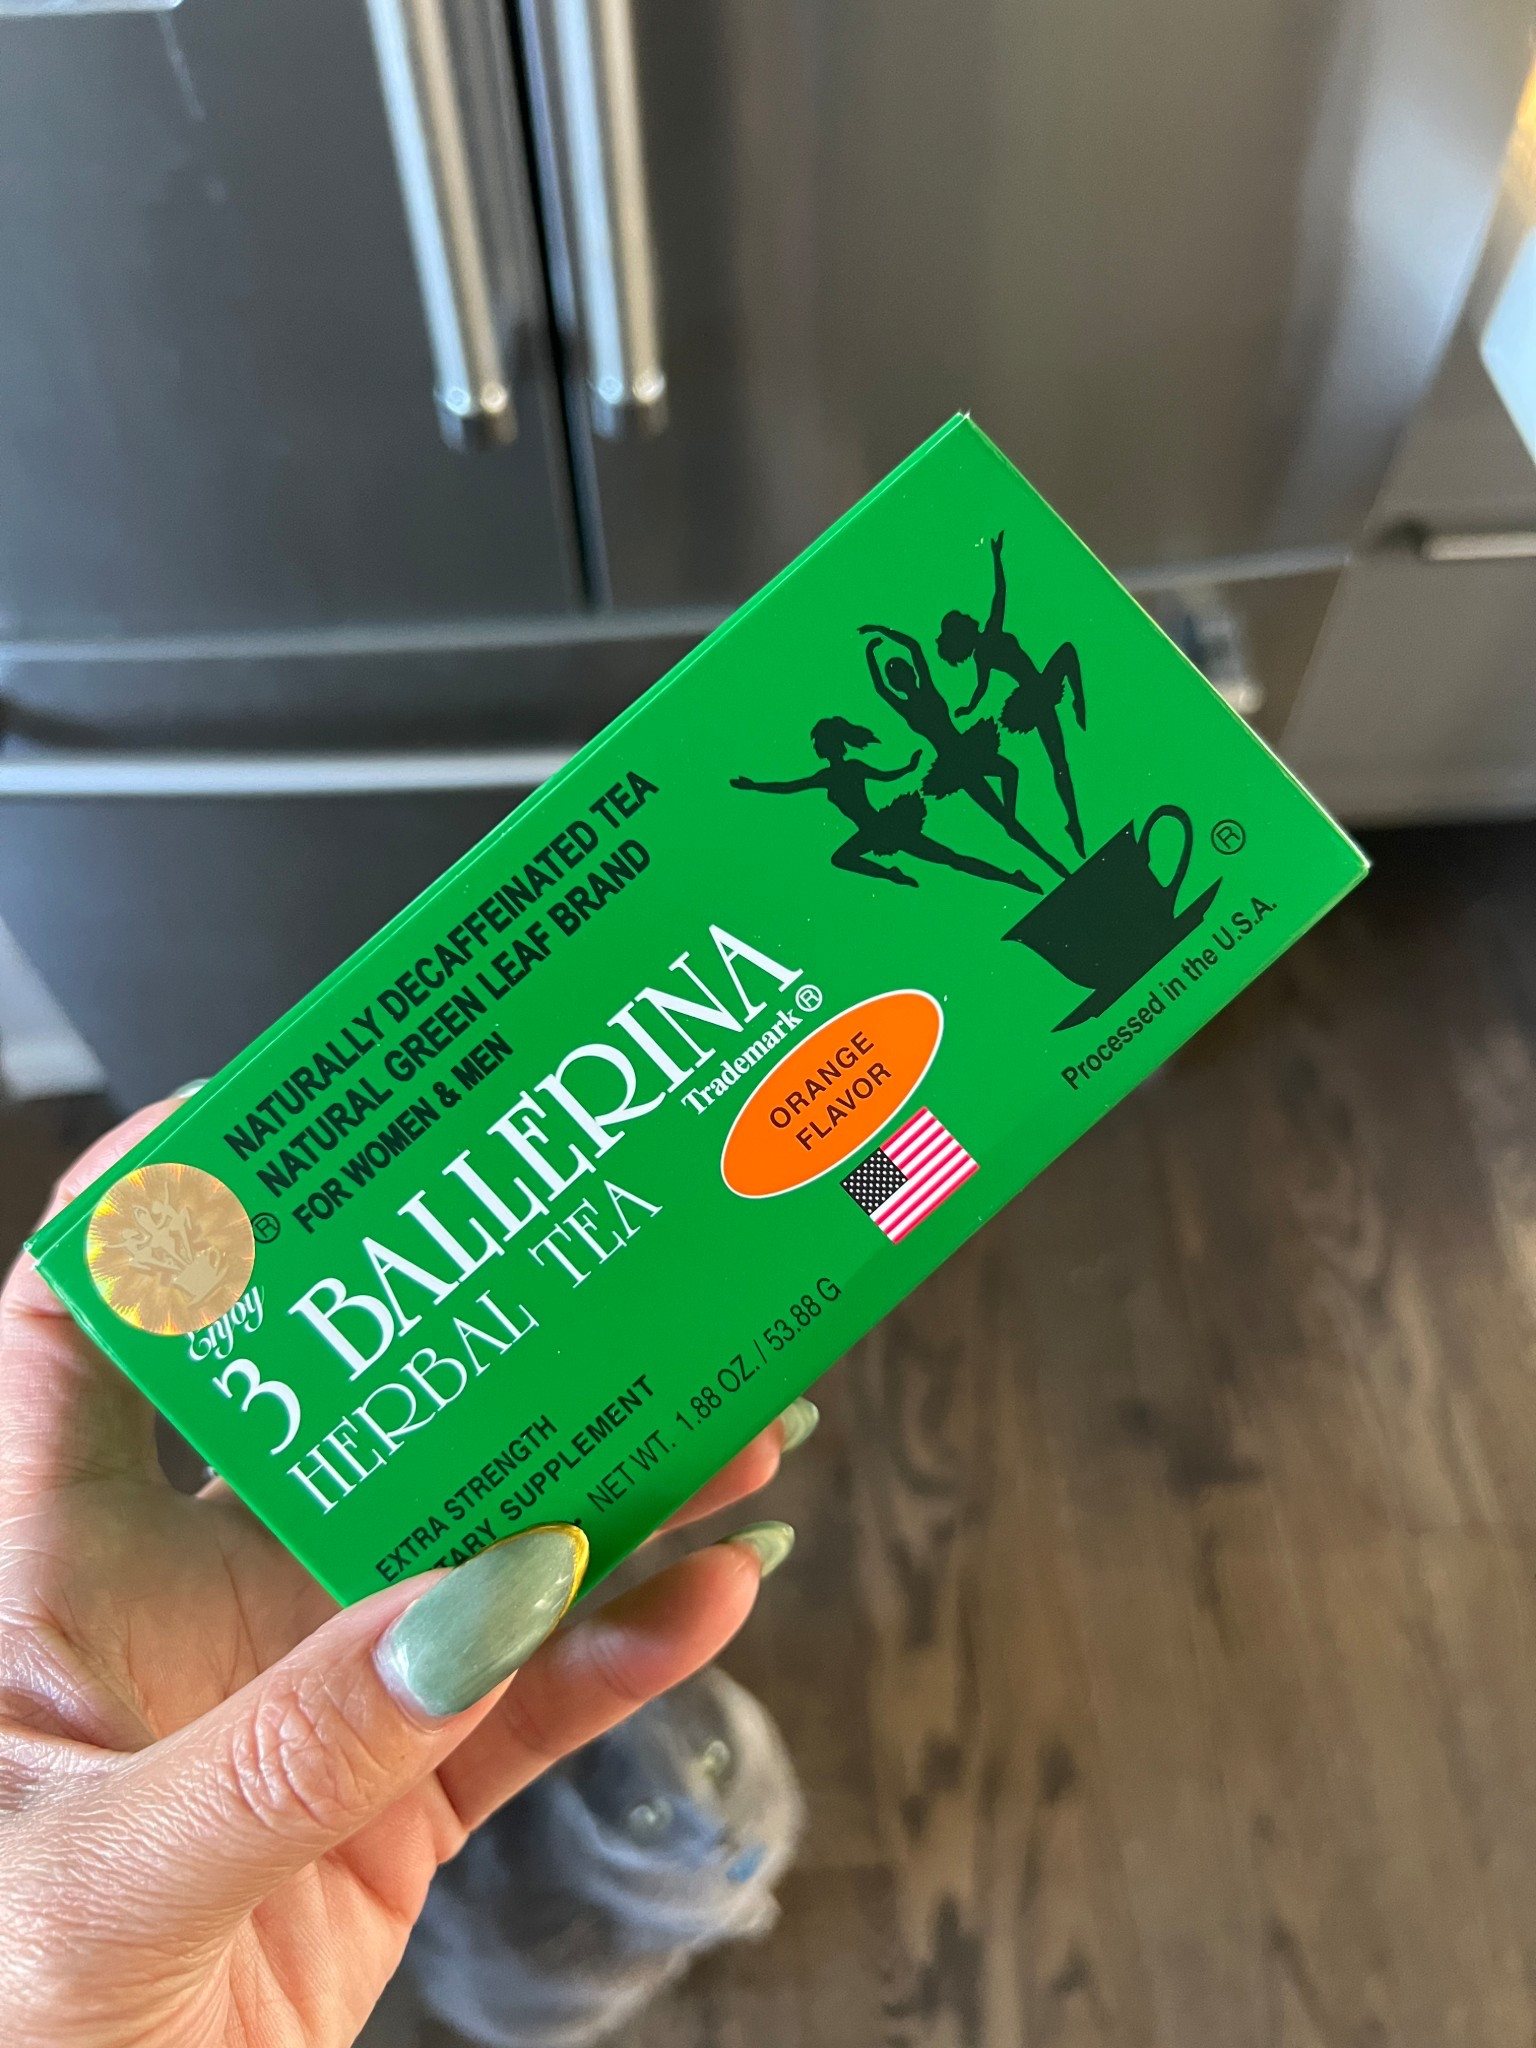 NATURALLY DECAFFEINATED TEA
NATURAL GREEN LEAF BRAND
® FOR WOMEN & MEN
Enjoy
3 BALLERINA
Trademark®
HERBAL TEA
ORANGE
FLAVOR
EXTRA STRENGTH
TARY SUPPLEMENT
NET WT. 1.88 OZ. / 53.88 G
®
Processed in the U.S.A.